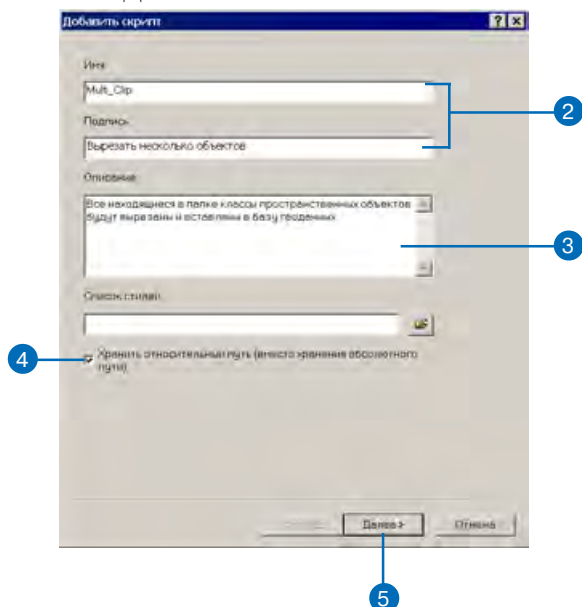 Добавить скрипт
Имя
Mult_Clip
2
Подпись
Вырезать несколько объектов
Описание
Все находящиеся в папке классы пространственных объектов
будут вырезаны и вставлены в базу геоданных
3
Список стилей
4
Хранить относительный путь (вместо хранения абсолютного
пути)
Далее >
Отмена
5